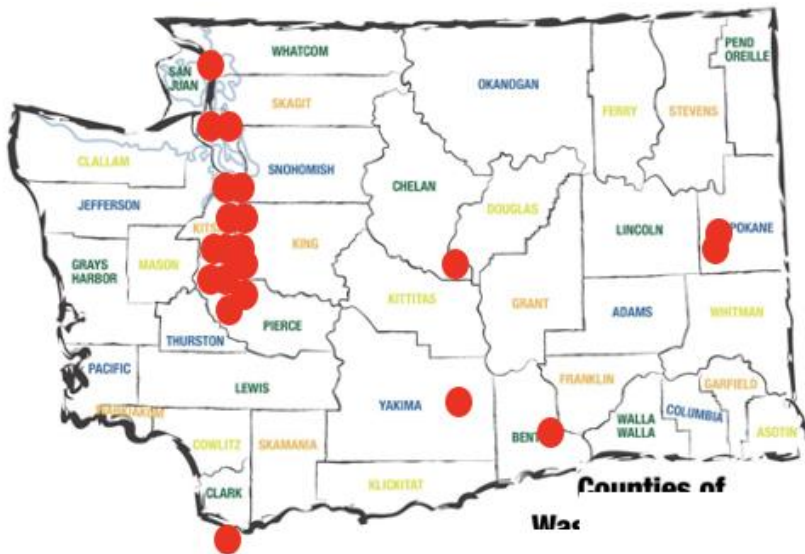 WHATCOM
PEND
OREILLE
SAN
JUAN
OKANOGAN
SKAGIT
FERRY
STEVENS
CLALLAM
SNOHOMISH
CHELAN
DOUGLAS
JEFFERSON
KITS
LINCOLN
POKANE
KING
GRAYS
HARBOR
MASON
KITTITAS
GRANT
ADAMS
WHITMAN
PIERCE
THURSTON
PACIFIC
LEWIS
YAKIMA
FRANKLIN
GARFIELD
BENT
WALLA
WALLA
COLUMBIA
ASOTIN
COWLITZ
SKAMANIA
CLARK
KLICKITAT
Counties of